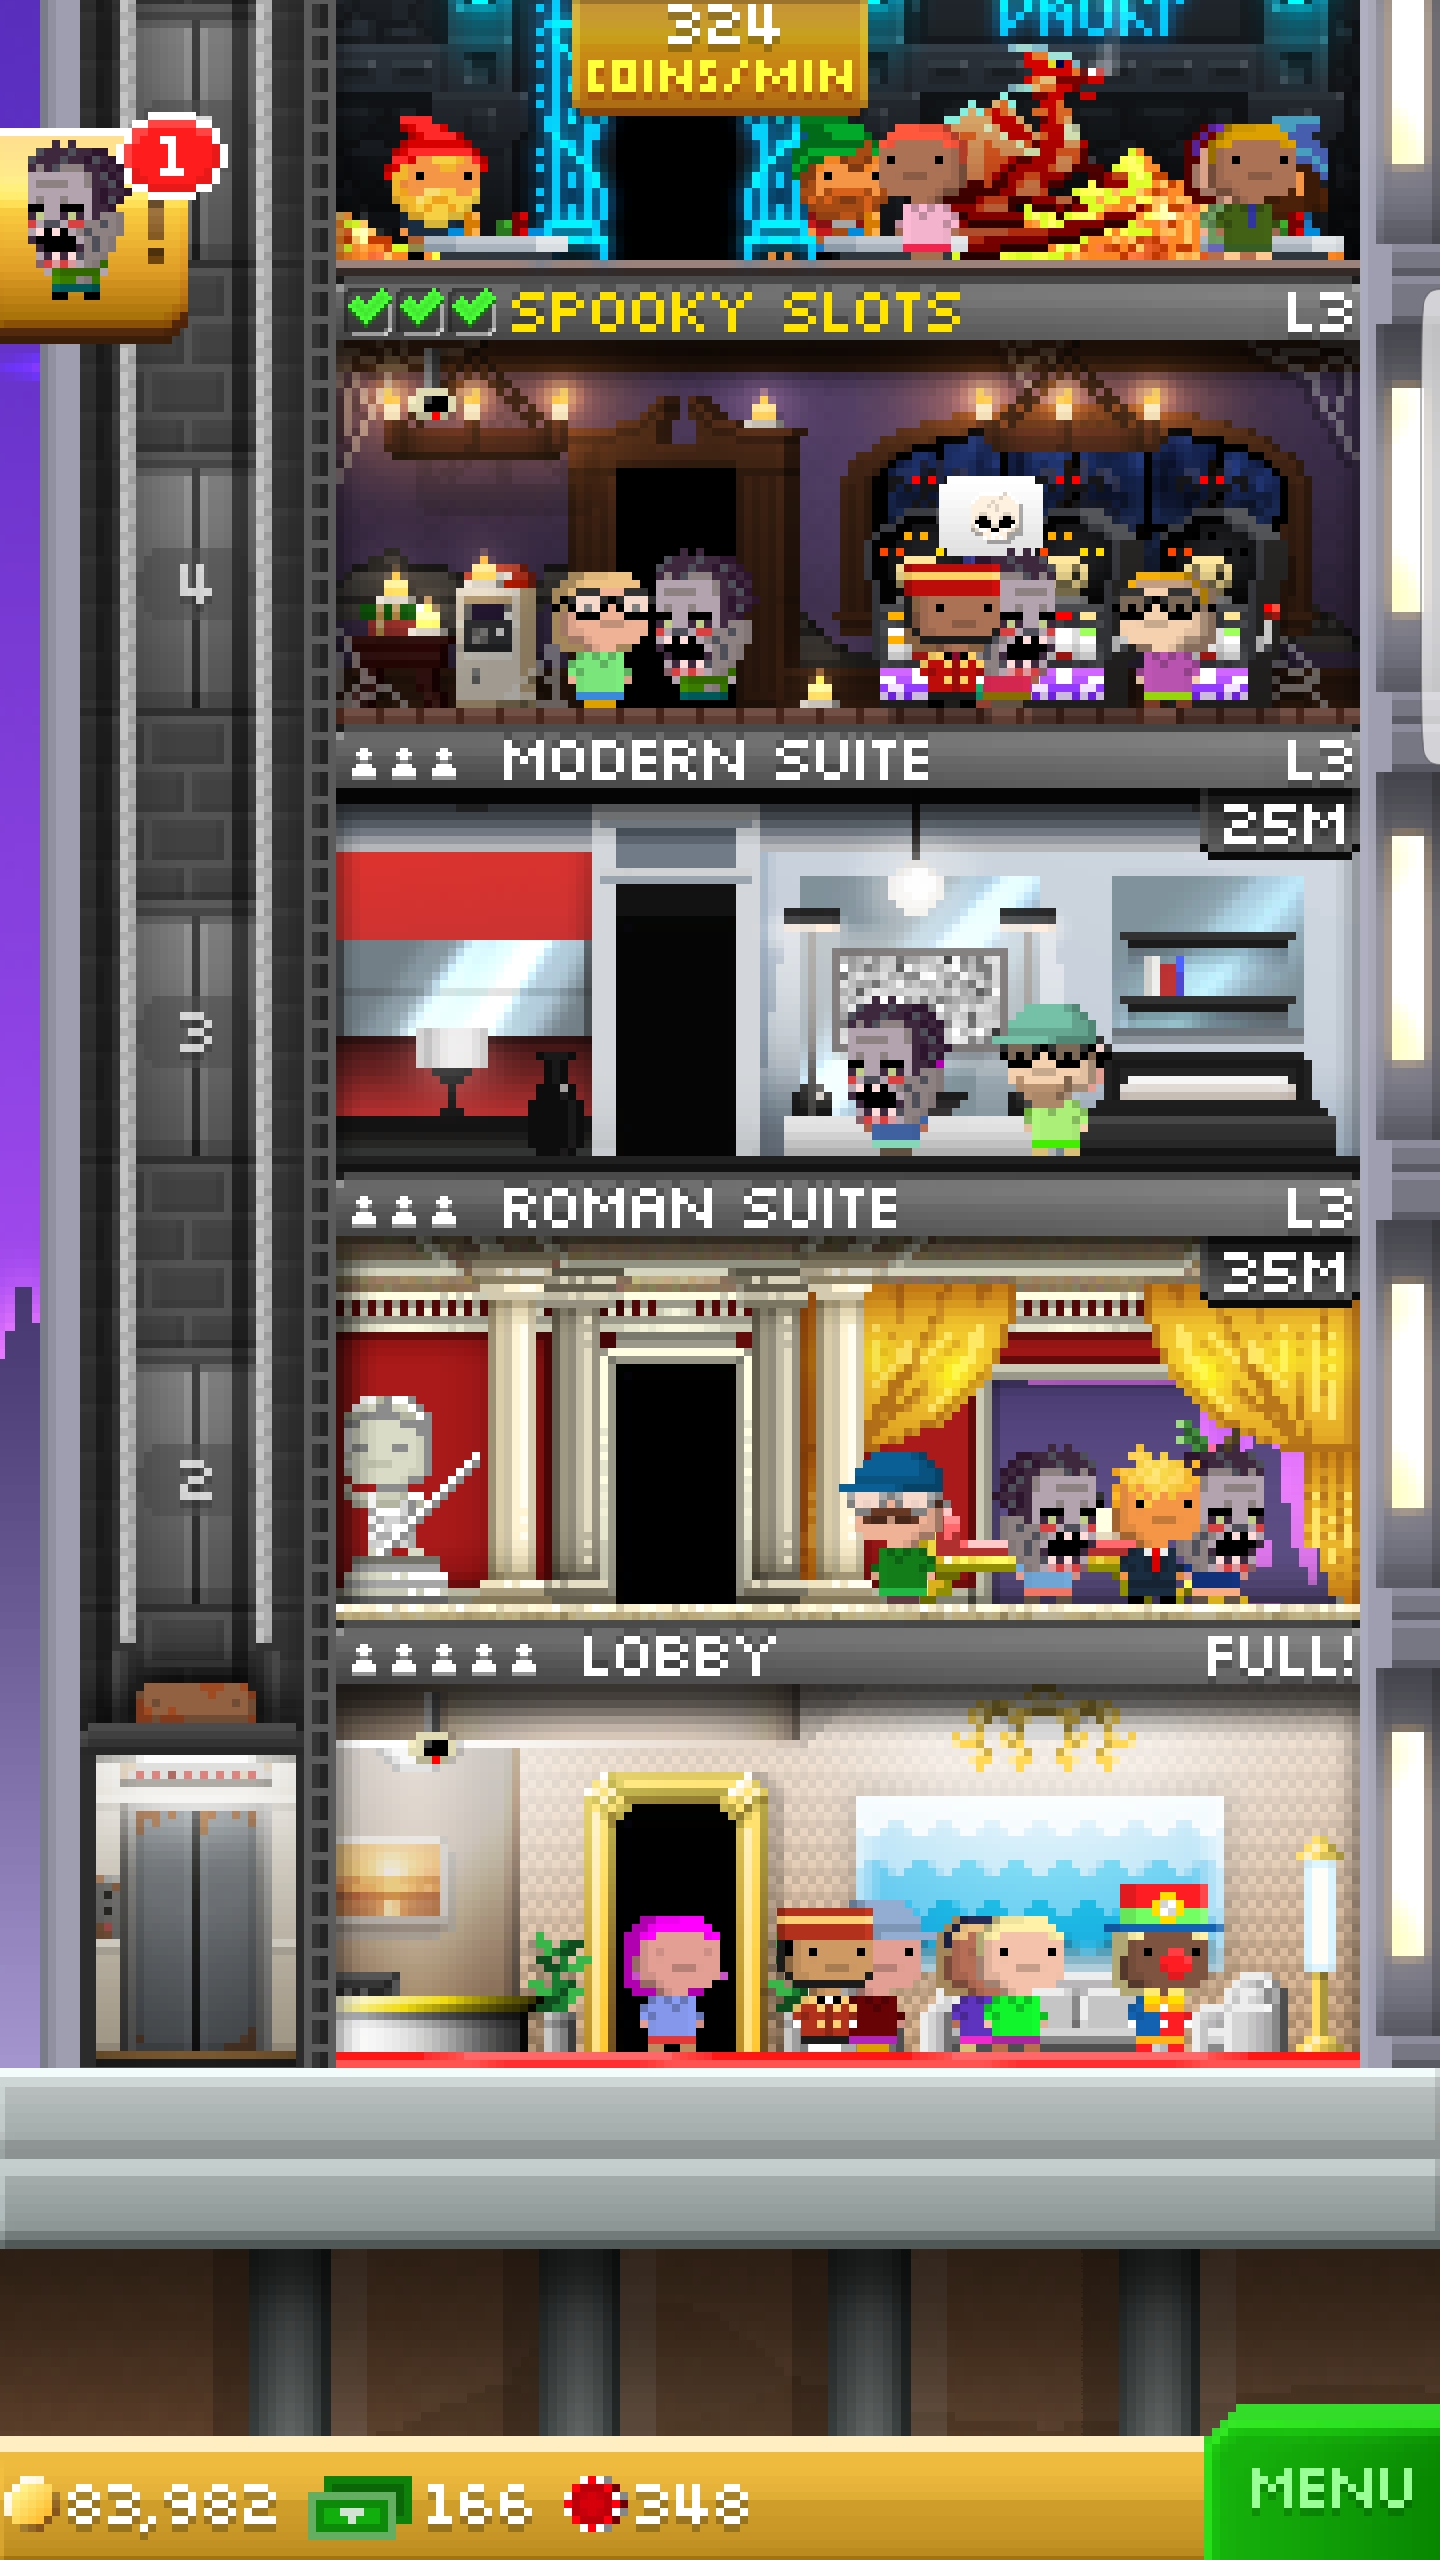 324
COINS/MIN
1
!
SPOOKY SLOTS L3
4
MODERN SUITE L3
25M
3
ROMAN SUITE L3
35M
2
LOBBY FULL!
83,982 166 348
MENU